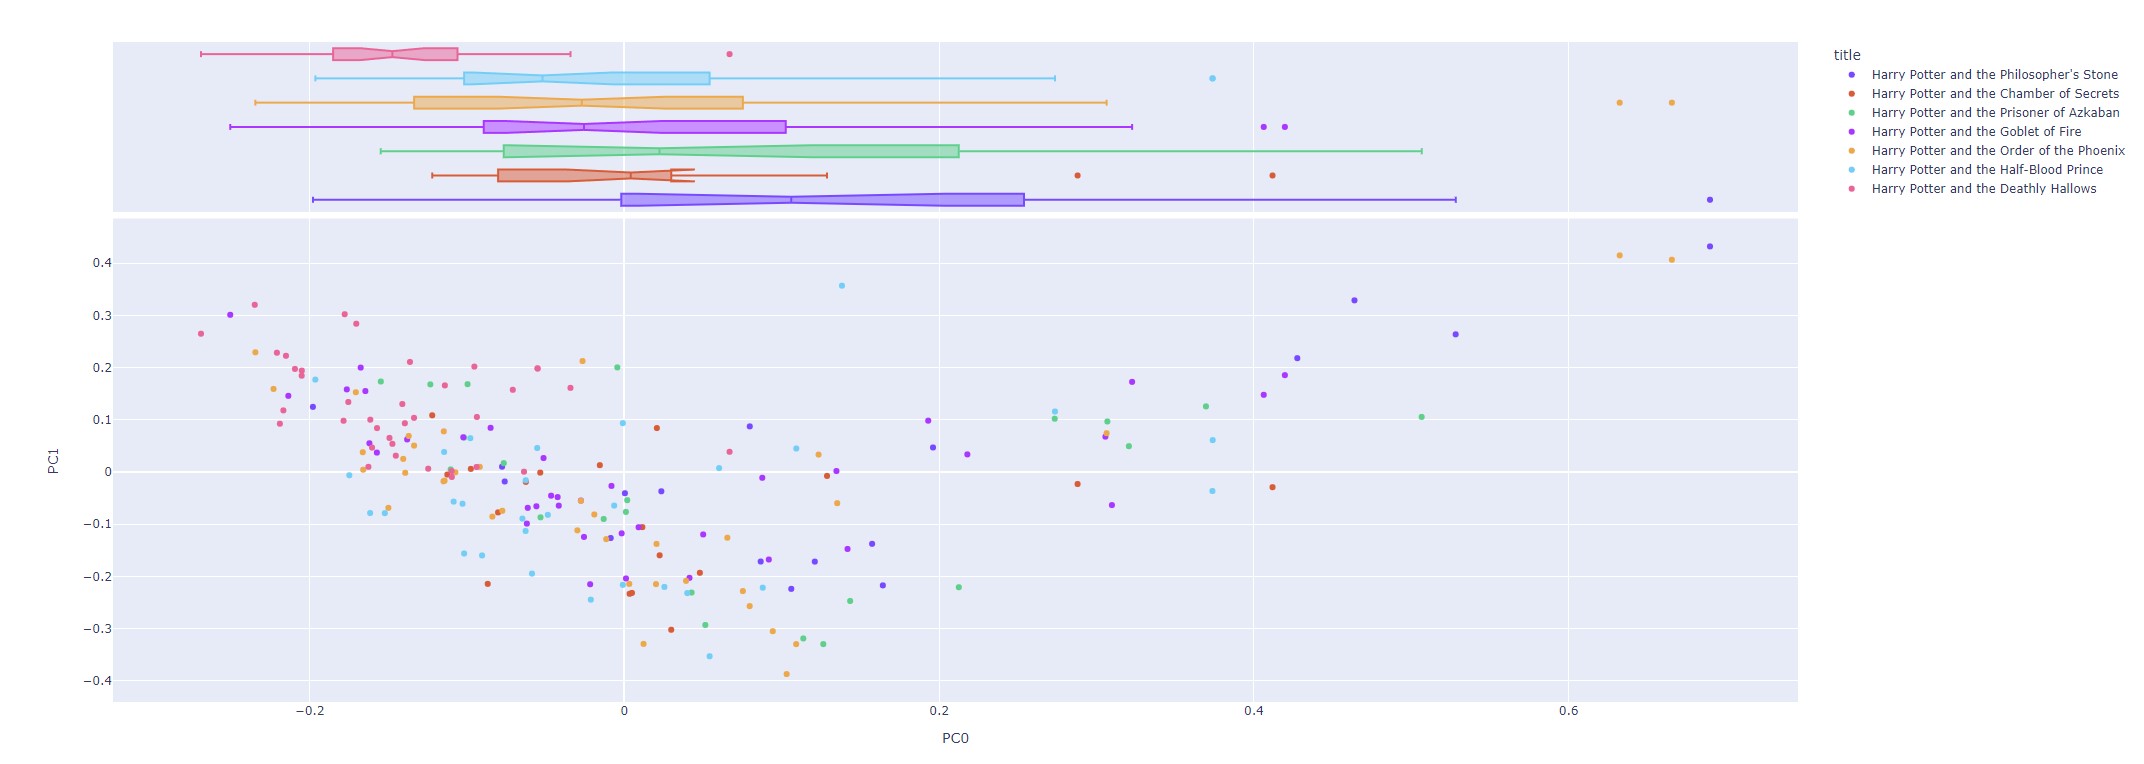 title
Harry Potter and the Philosopher's Stone
Harry Potter and the Chamber of Secrets
Harry Potter and the Prisoner of Azkaban
Harry Potter and the Goblet of Fire
Harry Potter and the Order of the Phoenix
Harry Potter and the Half-Blood Prince
Harry Potter and the Deathly Hallows
0.4
0.3
0.2
0.1
0
−0.1
−0.2
−0.3
−0.4
PC1
−0.2
0
0.2
0.4
0.6
PC0